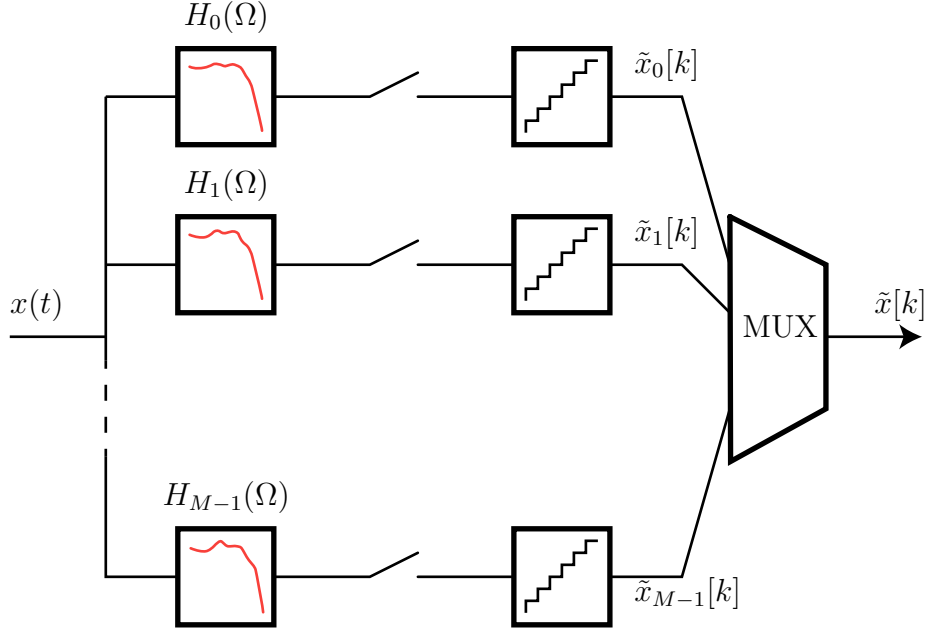 H₀(Ω)
x̃₀[k]
H₁(Ω)
x̃₁[k]
x(t)
MUX
x̃[k]
H_{M−1}(Ω)
x̃_{M−1}[k]